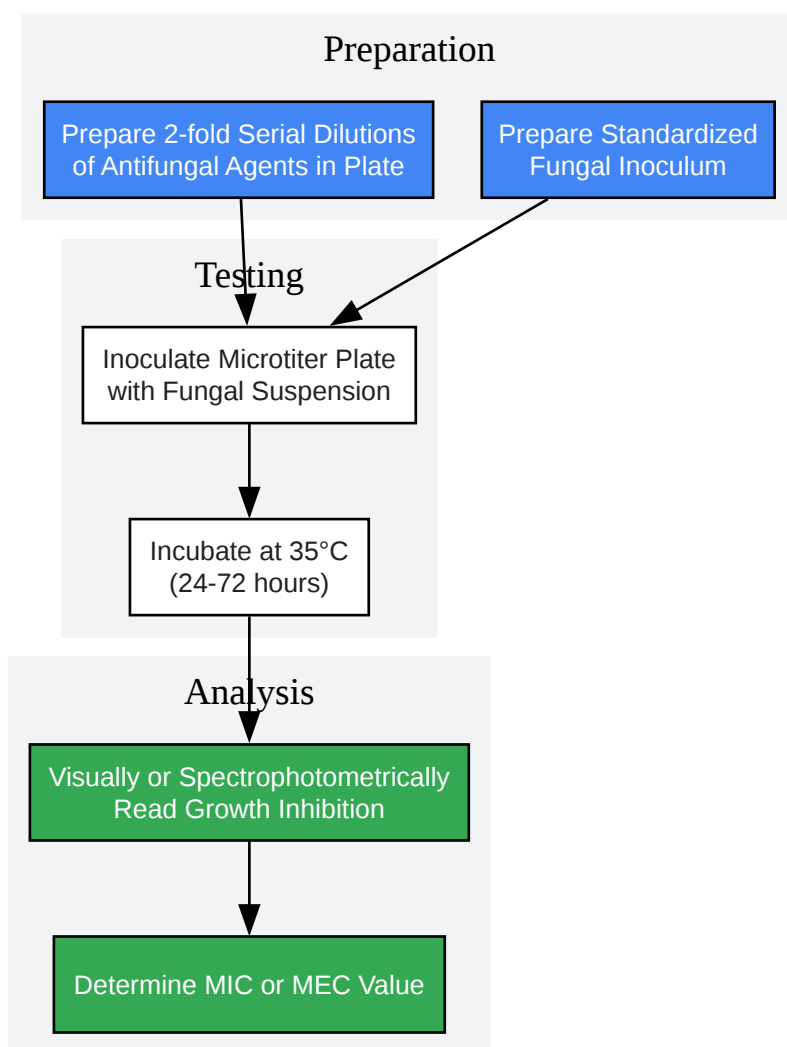 Preparation
Prepare 2-fold Serial Dilutions
of Antifungal Agents in Plate
Prepare Standardized
Fungal Inoculum
Testing
Inoculate Microtiter Plate
with Fungal Suspension
Incubate at 35°C
(24-72 hours)
Analysis
Visually or Spectrophotometrically
Read Growth Inhibition
Determine MIC or MEC Value